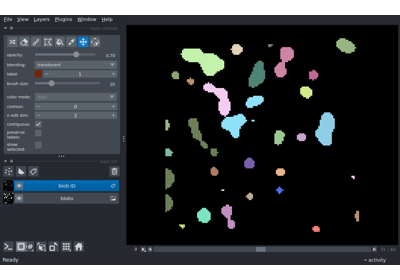 File View Layers Plugins Window Help
opacity: 0.70
blending: translucent
label: 1
brush size: 10
color mode:
contour: 0
n edit dim: 2
contiguous:
preserve labels:
show selected:
blob ID
blobs
Ready activity